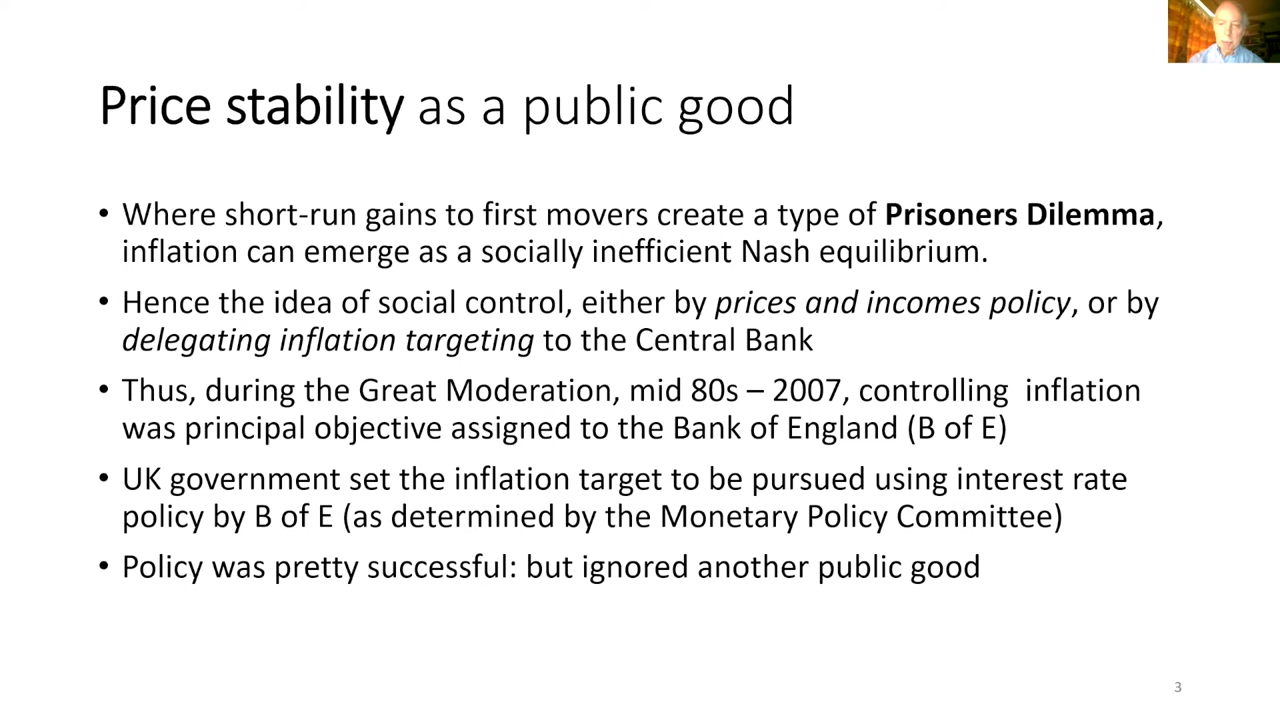 Price stability as a public good
• Where short-run gains to first movers create a type of Prisoners Dilemma,
inflation can emerge as a socially inefficient Nash equilibrium.
• Hence the idea of social control, either by prices and incomes policy, or by
delegating inflation targeting to the Central Bank
• Thus, during the Great Moderation, mid 80s – 2007, controlling  inflation
was principal objective assigned to the Bank of England (B of E)
• UK government set the inflation target to be pursued using interest rate
policy by B of E (as determined by the Monetary Policy Committee)
• Policy was pretty successful: but ignored another public good
3